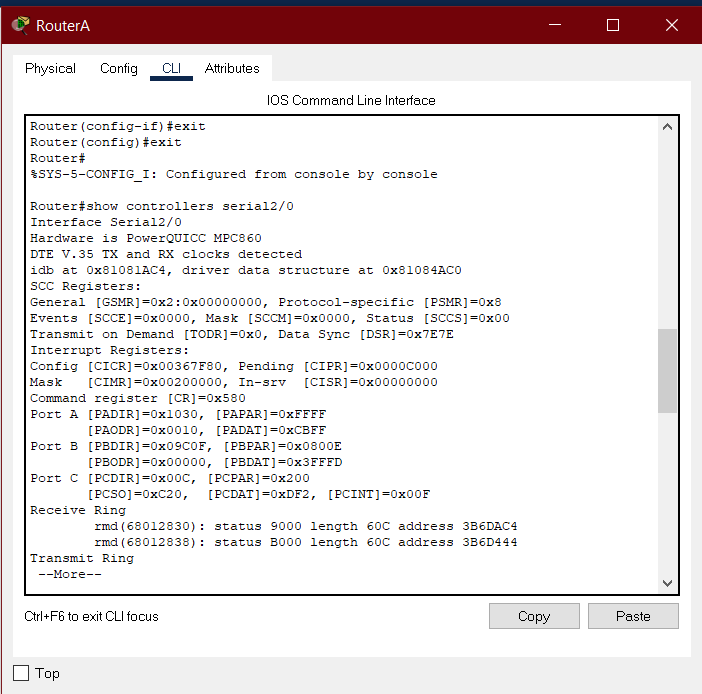 RouterA
Physical Config CLI Attributes
IOS Command Line Interface
Router(config-if)#exit
Router(config)#exit
Router#
%SYS-5-CONFIG_I: Configured from console by console
Router#show controllers serial2/0
Interface Serial2/0
Hardware is PowerQUICC MPC860
DTE V.35 TX and RX clocks detected
idb at 0x81081AC4, driver data structure at 0x81084AC0
SCC Registers:
General [GSMR]=0x2:0x00000000, Protocol-specific [PSMR]=0x8
Events [SCCE]=0x0000, Mask [SCCM]=0x0000, Status [SCCS]=0x00
Transmit on Demand [TODR]=0x0, Data Sync [DSR]=0x7E7E
Interrupt Registers:
Config [CICR]=0x00367F80, Pending [CIPR]=0x0000C000
Mask   [CIMR]=0x00200000, In-srv  [CISR]=0x00000000
Command register [CR]=0x580
Port A [PADIR]=0x1030, [PAPAR]=0xFFFF
       [PAODR]=0x0010, [PADAT]=0xCBFF
Port B [PBDIR]=0x09C0F, [PBPAR]=0x0800E
       [PBODR]=0x00000, [PBDAT]=0x3FFFD
Port C [PCDIR]=0x00C, [PCPAR]=0x200
       [PCSO]=0xC20,  [PCDAT]=0xDF2, [PCINT]=0x00F
Receive Ring
        rmd(68012830): status 9000 length 60C address 3B6DAC4
        rmd(68012838): status B000 length 60C address 3B6D444
Transmit Ring
 --More--
Ctrl+F6 to exit CLI focus
Copy Paste
Top